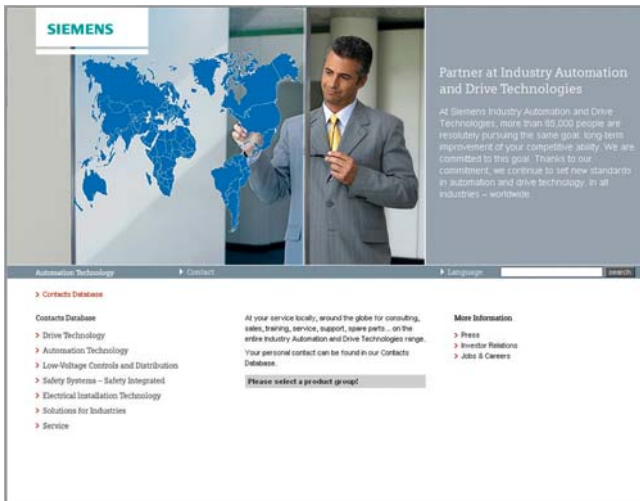 SIEMENS
Partner at Industry Automation
and Drive Technologies
At Siemens Industry Automation and Drive
Technologies, more than 85,000 people are
resolutely pursuing the same goal: long-term
improvement of your competitive ability. We are
committed to this goal. Thanks to our
commitment, we continue to set new standards
in automation and drive technology. In all
industries – worldwide.
Automation Technology
Contact
Language
search
Contacts Database
Contacts Database
Drive Technology
Automation Technology
Low-Voltage Controls and Distribution
Safety Systems – Safety Integrated
Electrical Installation Technology
Solutions for Industries
Service
At your service locally, around the globe for consulting,
sales, training, service, support, spare parts... on the
entire Industry Automation and Drive Technologies range.
Your personal contact can be found in our Contacts
Database.
Please select a product group!
More Information
Press
Investor Relations
Jobs & Careers